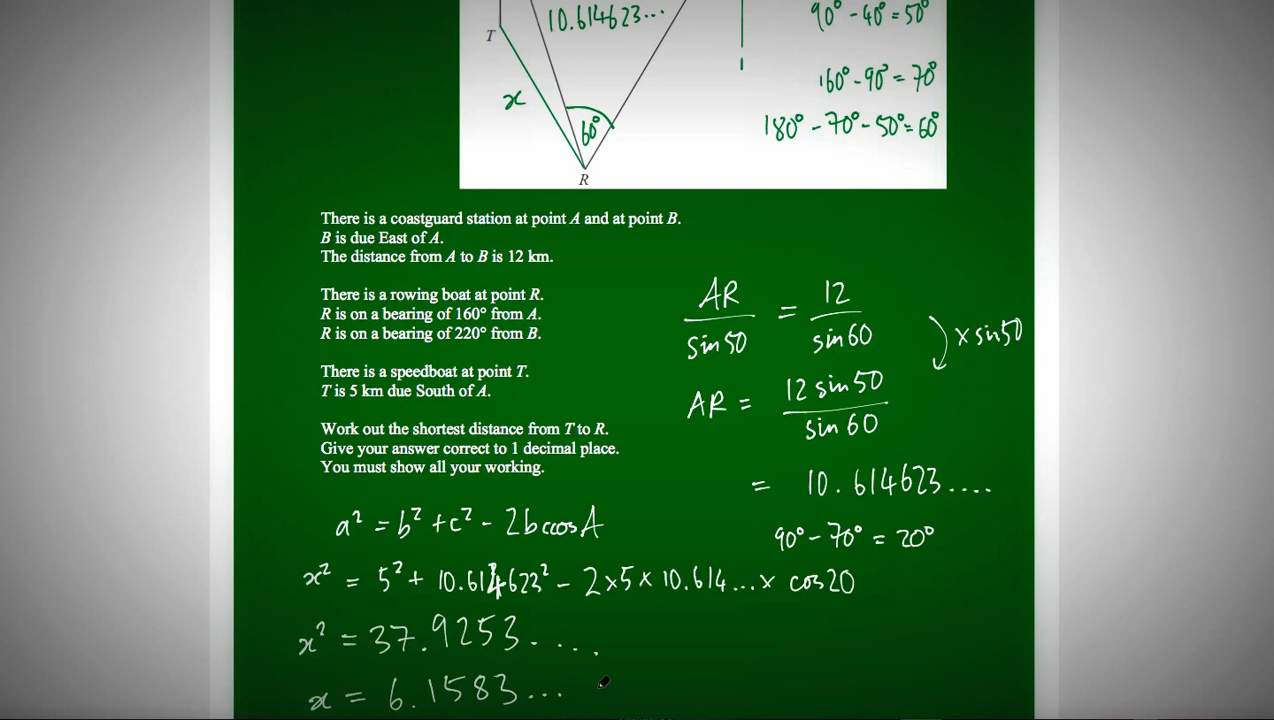 90° - 40° = 50°
10.614623...
T
160° - 90° = 70°
x
180° - 70° - 50° = 60°
60°
R
There is a coastguard station at point A and at point B.
B is due East of A.
The distance from A to B is 12 km.
There is a rowing boat at point R.
R is on a bearing of 160° from A.
R is on a bearing of 220° from B.
There is a speedboat at point T.
T is 5 km due South of A.
Work out the shortest distance from T to R.
Give your answer correct to 1 decimal place.
You must show all your working.
AR / sin50 = 12 / sin60
× sin50
AR = 12 sin50 / sin60
= 10.614623....
90° - 70° = 20°
a² = b² + c² - 2bccosA
x² = 5² + 10.614623² - 2×5×10.614...× cos20
x² = 37.9253....
x = 6.1583...